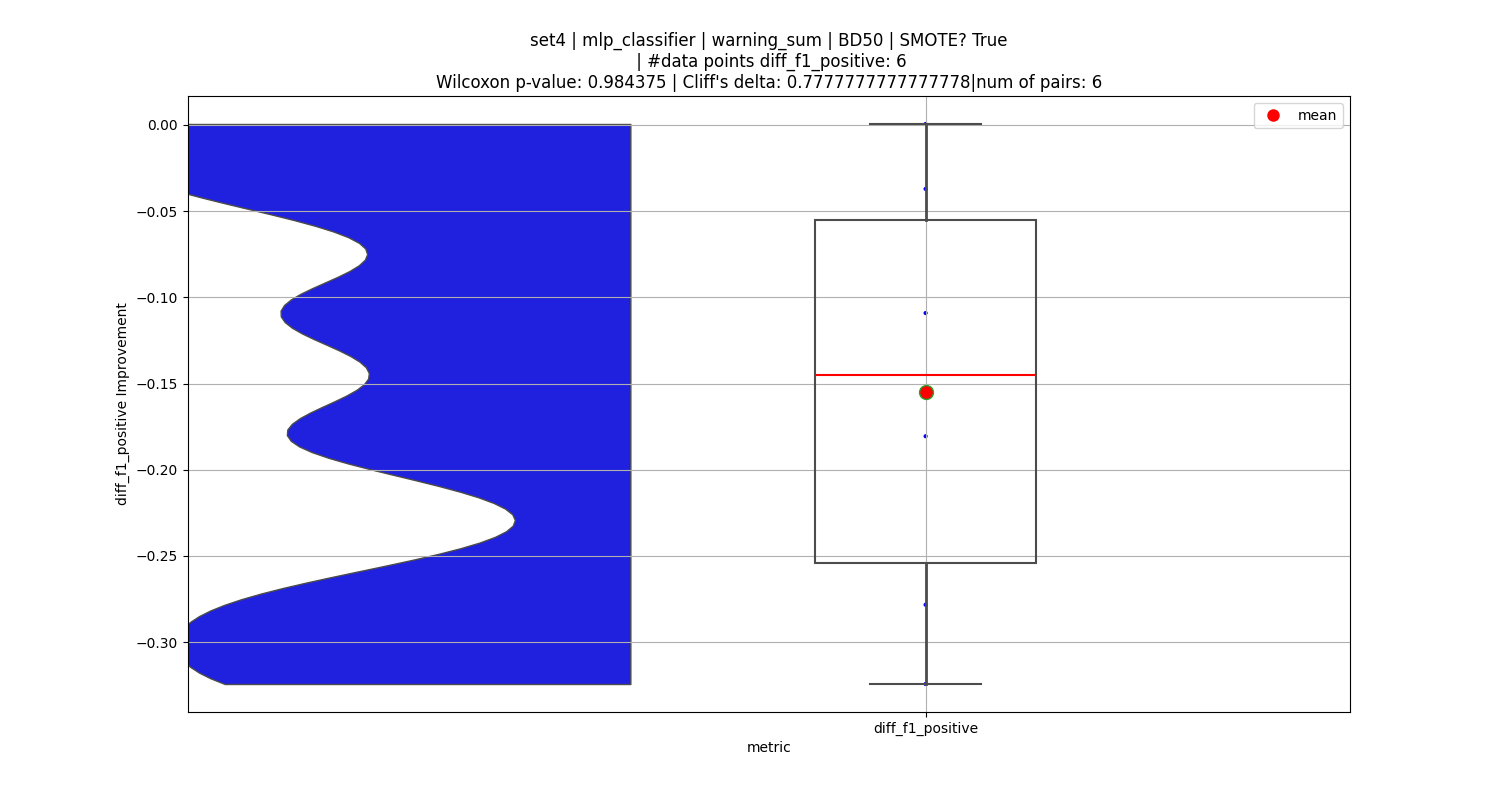 set4 | mlp_classifier | warning_sum | BD50 | SMOTE? True
| #data points diff_f1_positive: 6
Wilcoxon p-value: 0.984375 | Cliff's delta: 0.7777777777777778|num of pairs: 6
mean
0.00
−0.05
−0.10
−0.15
−0.20
−0.25
−0.30
diff_f1_positive Improvement
diff_f1_positive
metric